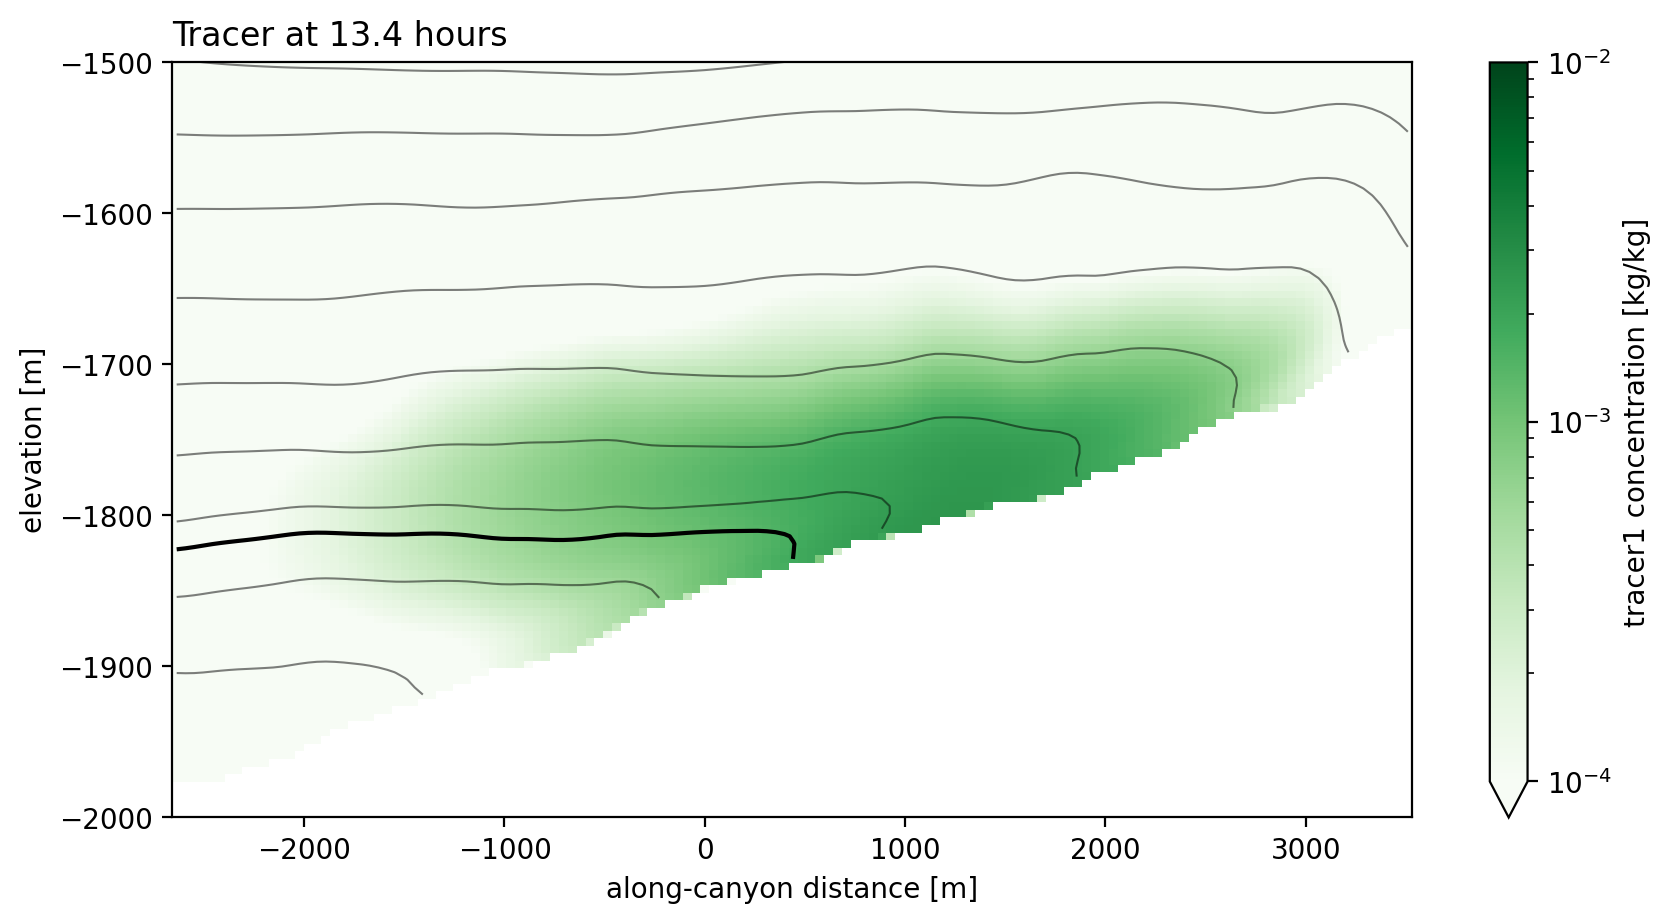 Tracer at 13.4 hours
−1500
−1600
−1700
−1800
−1900
−2000
elevation [m]
−2000 −1000 0 1000 2000 3000
along-canyon distance [m]
10⁻²
10⁻³
10⁻⁴
tracer1 concentration [kg/kg]